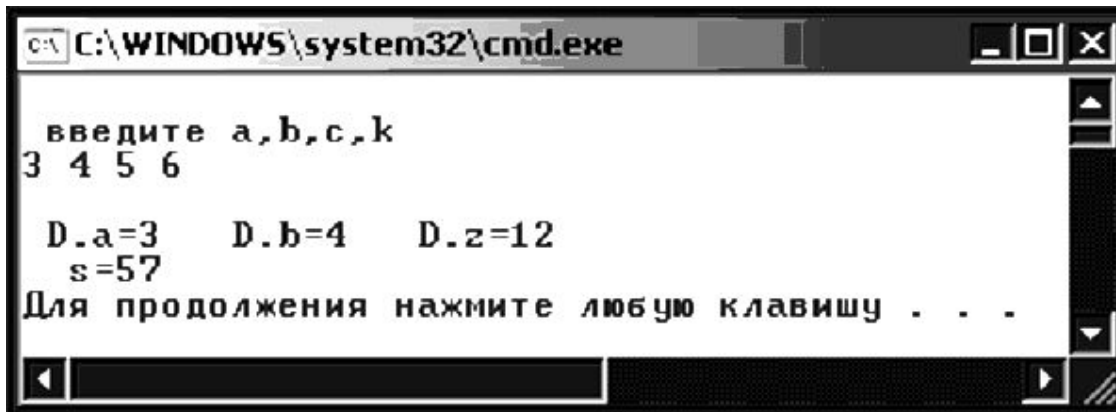 C:\WINDOWS\system32\cmd.exe
введите a,b,c,k
3 4 5 6
D.a=3 D.b=4 D.z=12
s=57
Для продолжения нажмите любую клавишу . . .